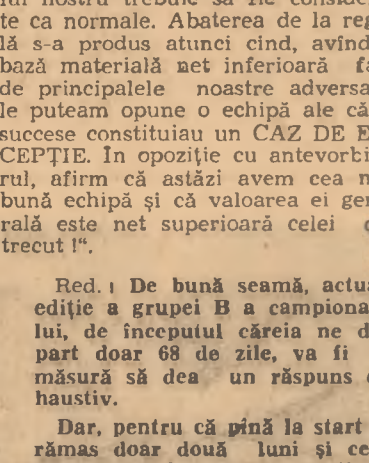 lui nostru trebuie să fie consider
te ca normale. Abaterea de la reg
lă s-a produs atunci cind, avînd
bază materială net inferioară fa
de principalele noastre adversa
le puteam opune o echipă ale că
succese constituiau un CAZ DE E
CEPȚIE. În opoziție cu antevorbi
rul, afirm că astăzi avem cea m
bună echipă și că valoarea ei gen
rală este net superioară celei d
trecut !“.
Red. : De bună seamă, actua
ediție a grupei B a campiona
lui, de începutul căreia ne d
part doar 68 de zile, va fi
măsură să dea un răspuns e
haustiv.
Dar, pentru că pînă la start
rămas doar două luni și ce